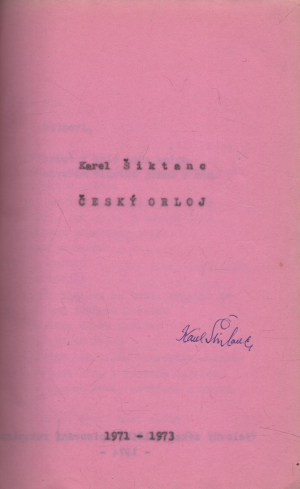 Karel Šiktanc
ČESKÝ ORLOJ
Karel Šiktanc
1971 - 1973